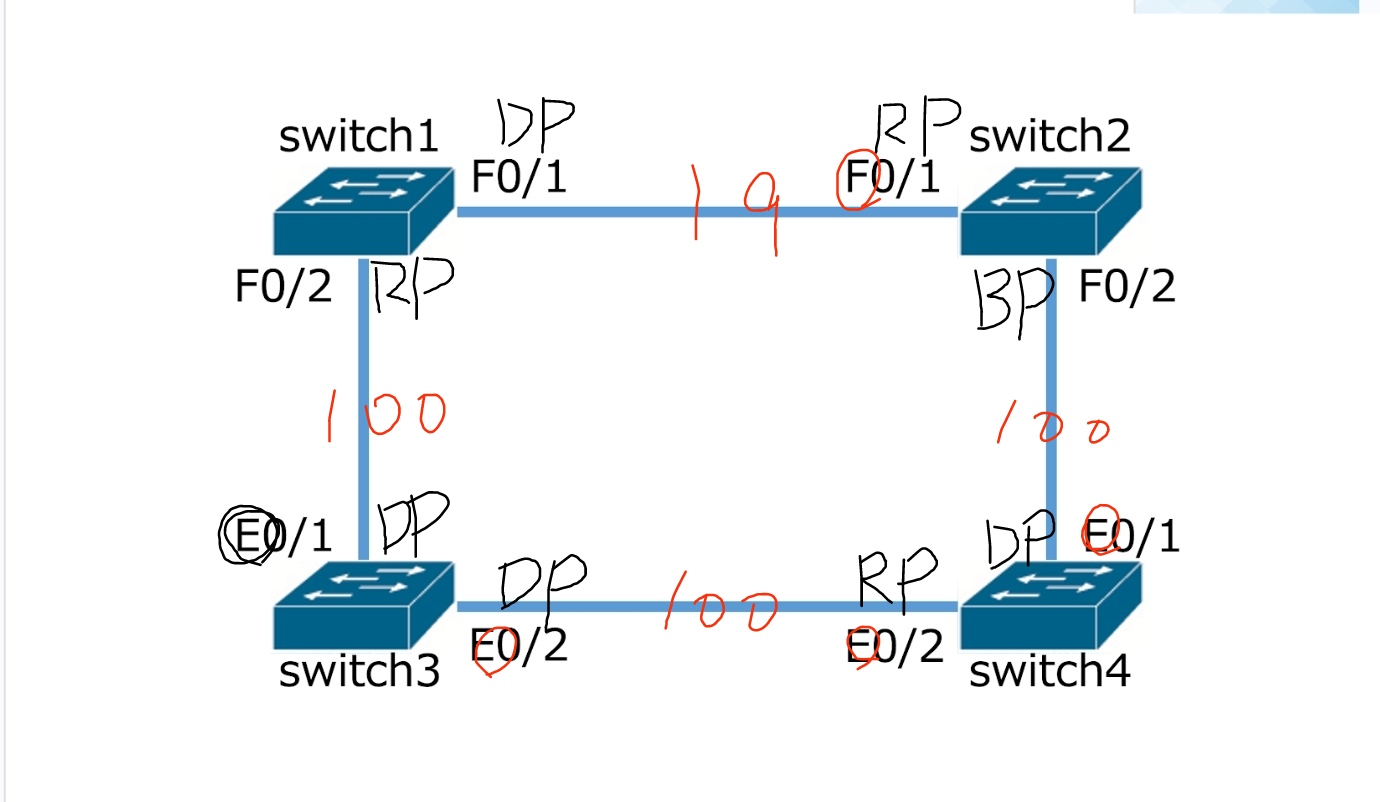 DP
RP
switch1
switch2
F0/1
19
F0/1
F0/2
RP
BP
F0/2
100
100
E0/1
DP
DP
E0/1
DP
100
RP
E0/2
E0/2
switch3
switch4